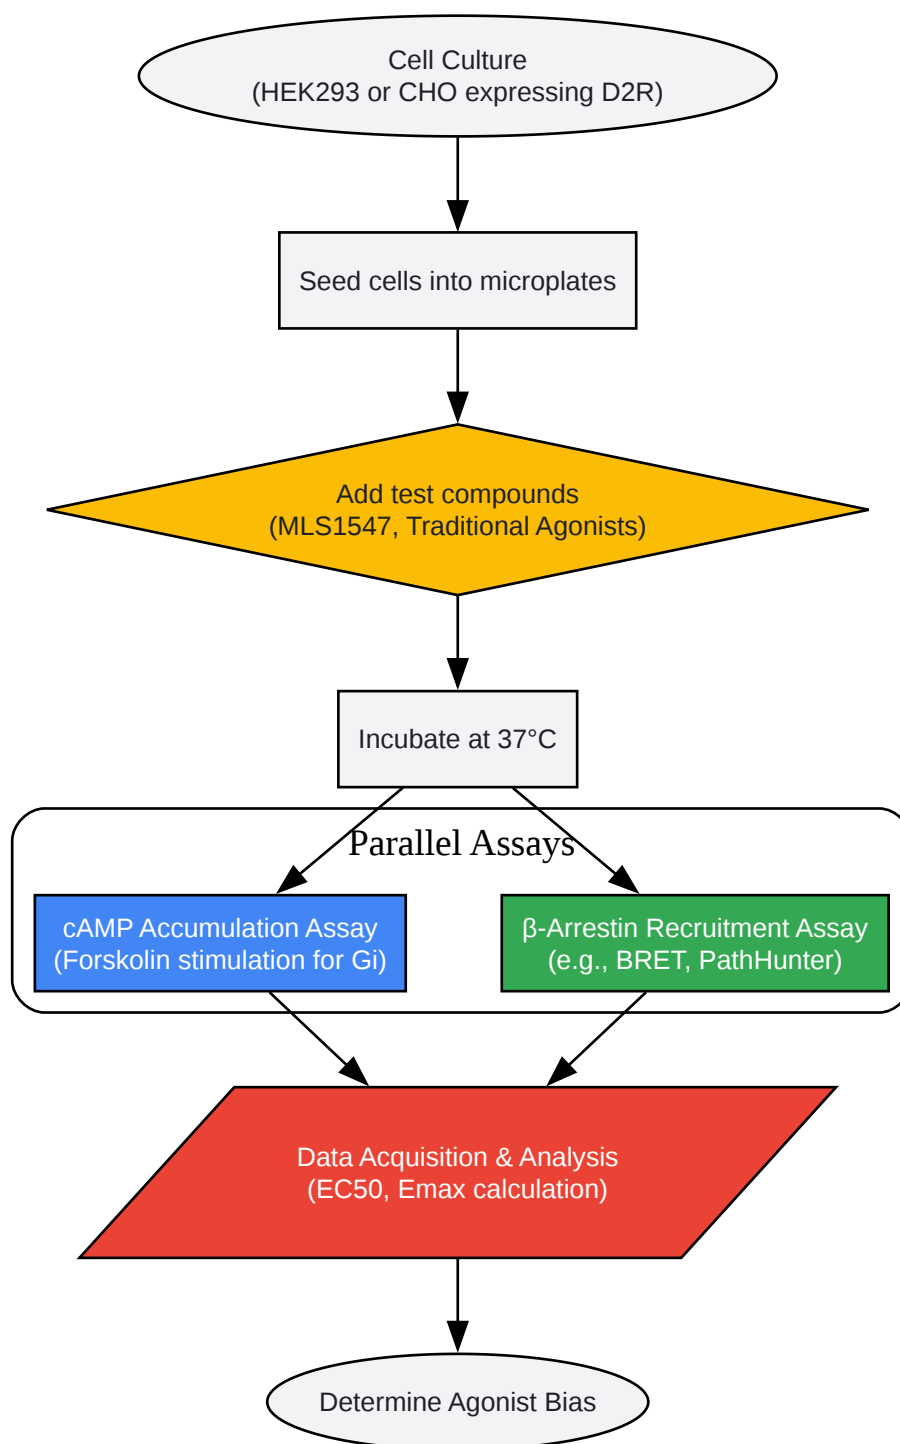 Cell Culture
(HEK293 or CHO expressing D2R)
Seed cells into microplates
Add test compounds
(MLS1547, Traditional Agonists)
Incubate at 37°C
Parallel Assays
cAMP Accumulation Assay
(Forskolin stimulation for Gi)
β-Arrestin Recruitment Assay
(e.g., BRET, PathHunter)
Data Acquisition & Analysis
(EC50, Emax calculation)
Determine Agonist Bias